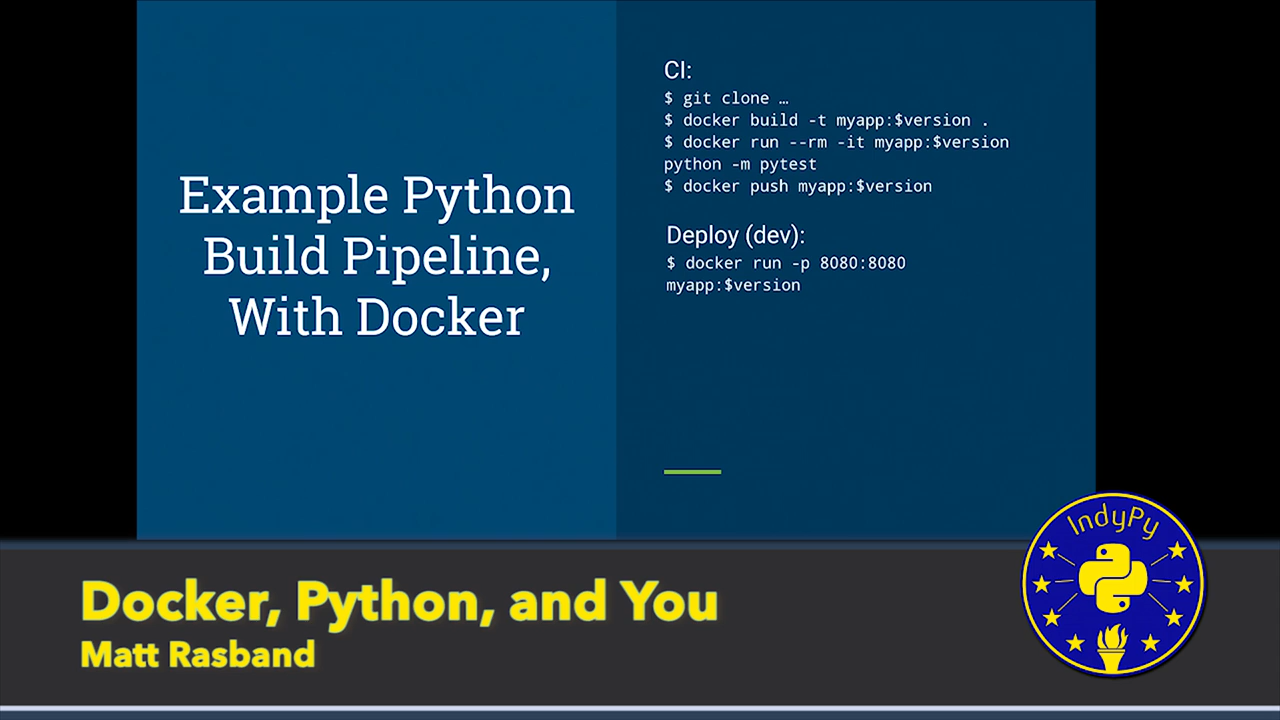 Example Python
Build Pipeline,
With Docker
CI:
$ git clone …
$ docker build -t myapp:$version .
$ docker run --rm -it myapp:$version
python -m pytest
$ docker push myapp:$version
Deploy (dev):
$ docker run -p 8080:8080
myapp:$version
IndyPy
Docker, Python, and You
Matt Rasband